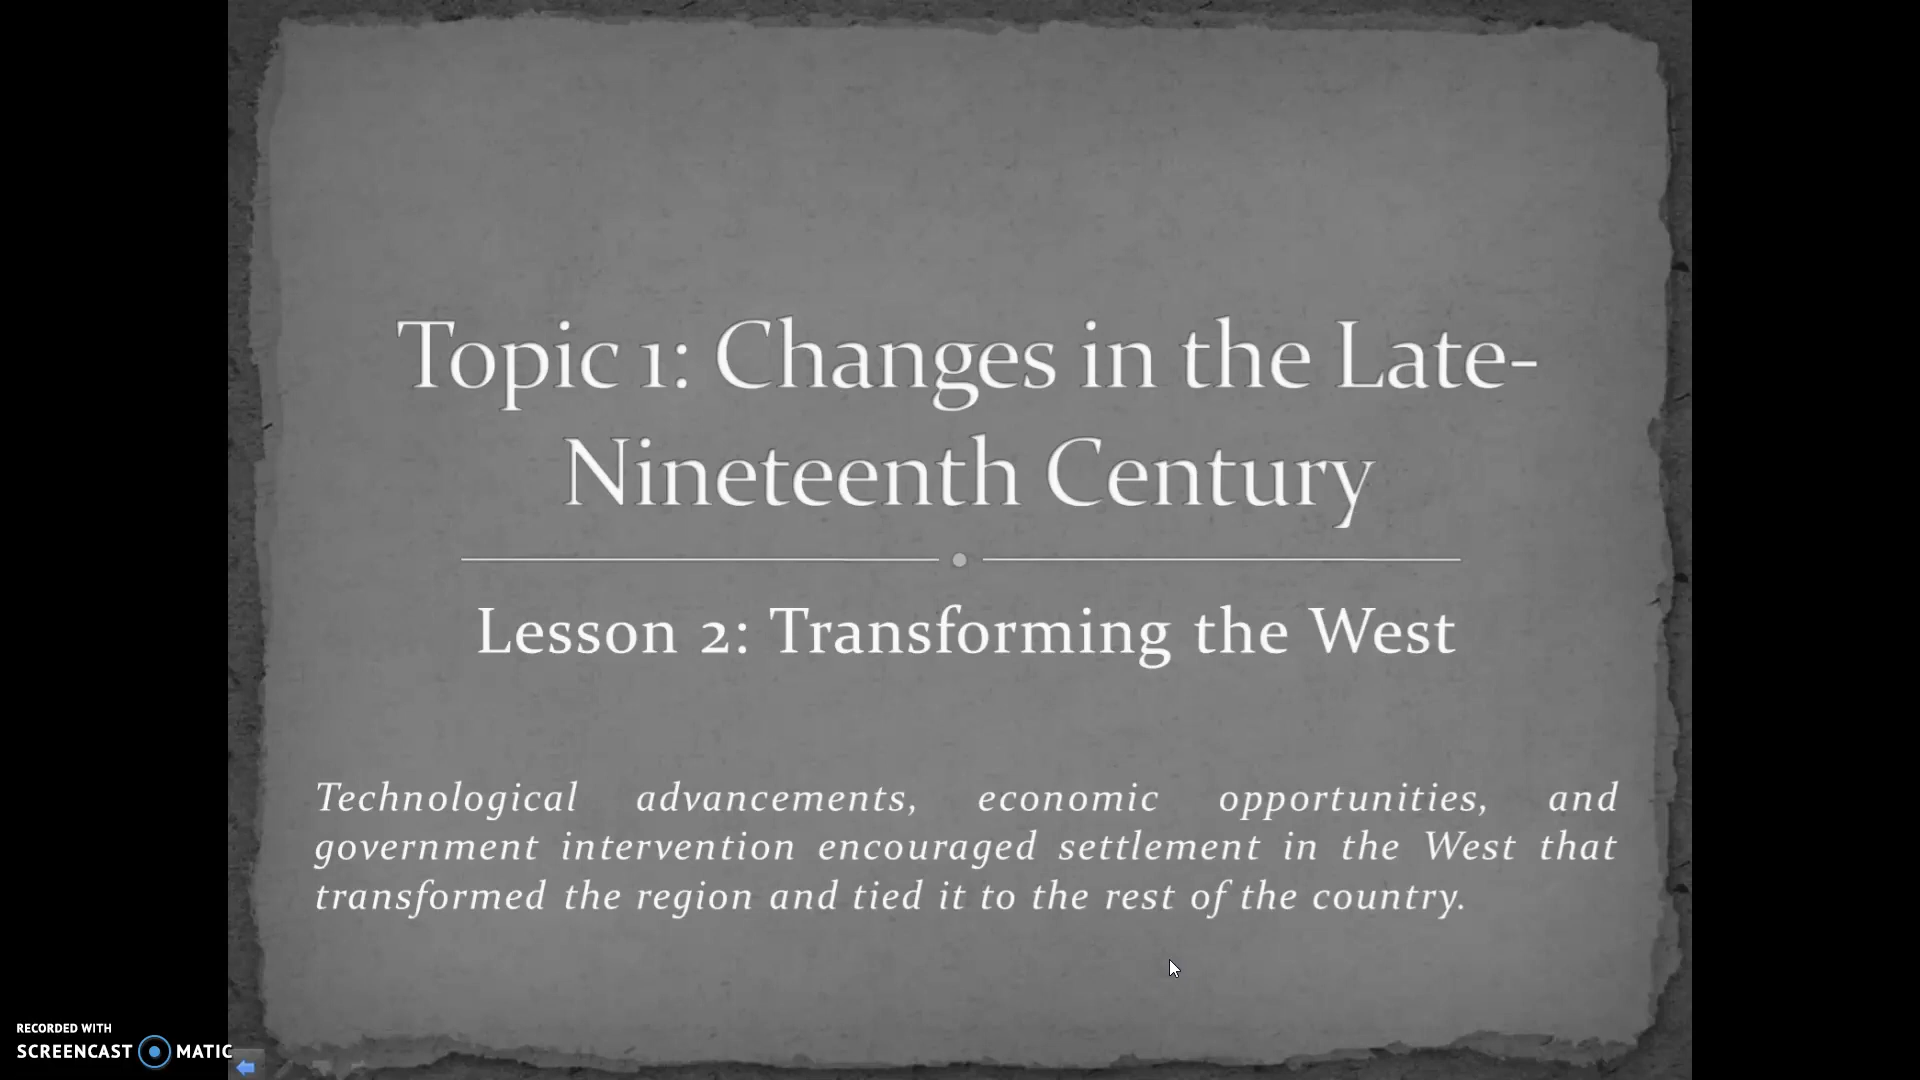 Topic 1: Changes in the Late-
Nineteenth Century
Lesson 2: Transforming the West
Technological advancements, economic opportunities, and
government intervention encouraged settlement in the West that
transformed the region and tied it to the rest of the country.
RECORDED WITH
SCREENCAST MATIC